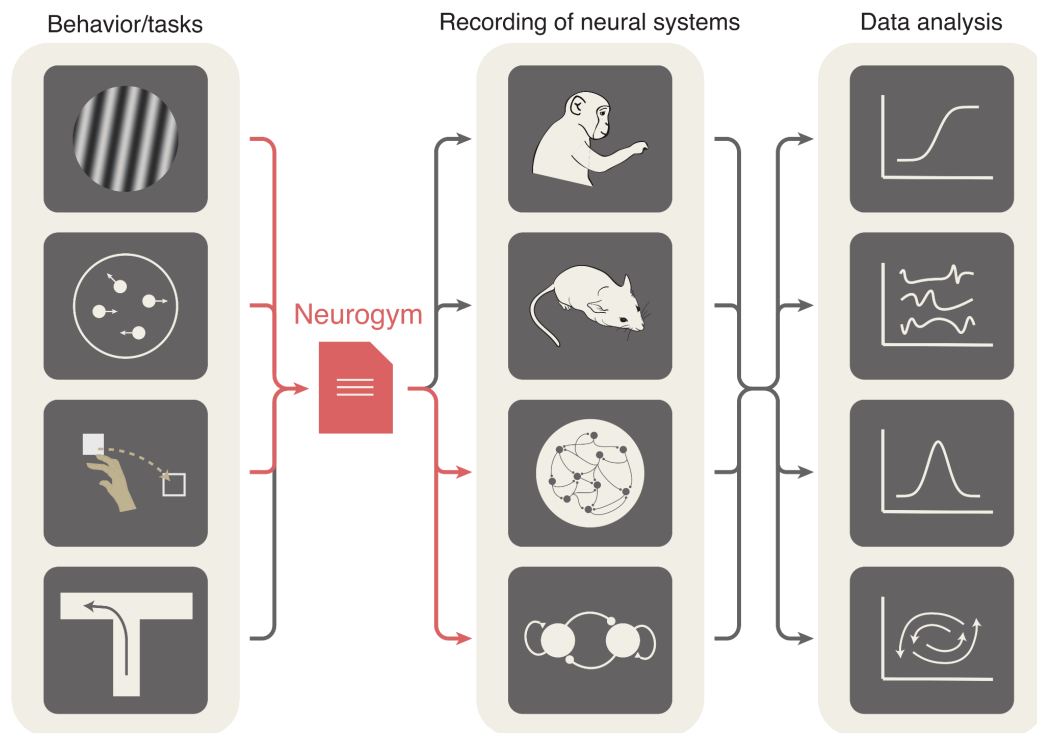 Behavior/tasks
Recording of neural systems
Data analysis
Neurogym